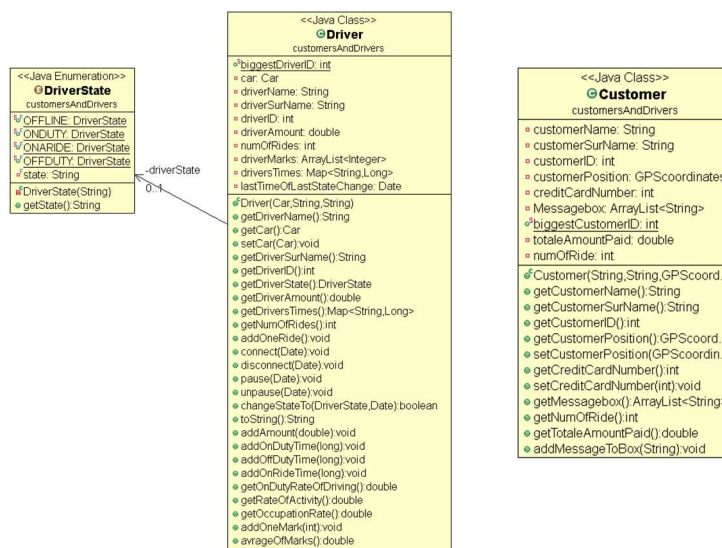 <<Java Enumeration>>
DriverState
customersAndDrivers
OFFLINE: DriverState
ONDUTY: DriverState
ONARIDE: DriverState
OFFDUTY: DriverState
state: String
DriverState(String)
getState():String
-driverState
0..1
<<Java Class>>
Driver
customersAndDrivers
biggestDriverID: int
car: Car
driverName: String
driverSurName: String
driverID: int
driverAmount: double
numOfRides: int
driverMarks: ArrayList<Integer>
driversTimes: Map<String,Long>
lastTimeOfLastStateChange: Date
Driver(Car,String,String)
getDriverName():String
getCar():Car
setCar(Car):void
getDriverSurName():String
getDriverID():int
getDriverState():DriverState
getDriverAmount():double
getDriversTimes():Map<String,Long>
getNumOfRides():int
addOneRide():void
connect(Date):void
disconnect(Date):void
pause(Date):void
unpause(Date):void
changeStateTo(DriverState,Date):boolean
toString():String
addAmount(double):void
addOnDutyTime(long):void
addOffDutyTime(long):void
addOnRideTime(long):void
getOnDutyRateOfDriving():double
getRateOfActivity():double
getOccupationRate():double
addOneMark(int):void
avrageOfMarks():double
<<Java Class>>
Customer
customersAndDrivers
customerName: String
customerSurName: String
customerID: int
customerPosition: GPScoordinates
creditCardNumber: int
Messagebox: ArrayList<String>
biggestCustomerID: int
totaleAmountPaid: double
numOfRide: int
Customer(String,String,GPScoord.
getCustomerName():String
getCustomerSurName():String
getCustomerID():int
getCustomerPosition():GPScoord.
setCustomerPosition(GPScoordin.
getCreditCardNumber():int
setCreditCardNumber(int):void
getMessagebox():ArrayList<String>
getNumOfRide():int
getTotaleAmountPaid():double
addMessageToBox(String):void